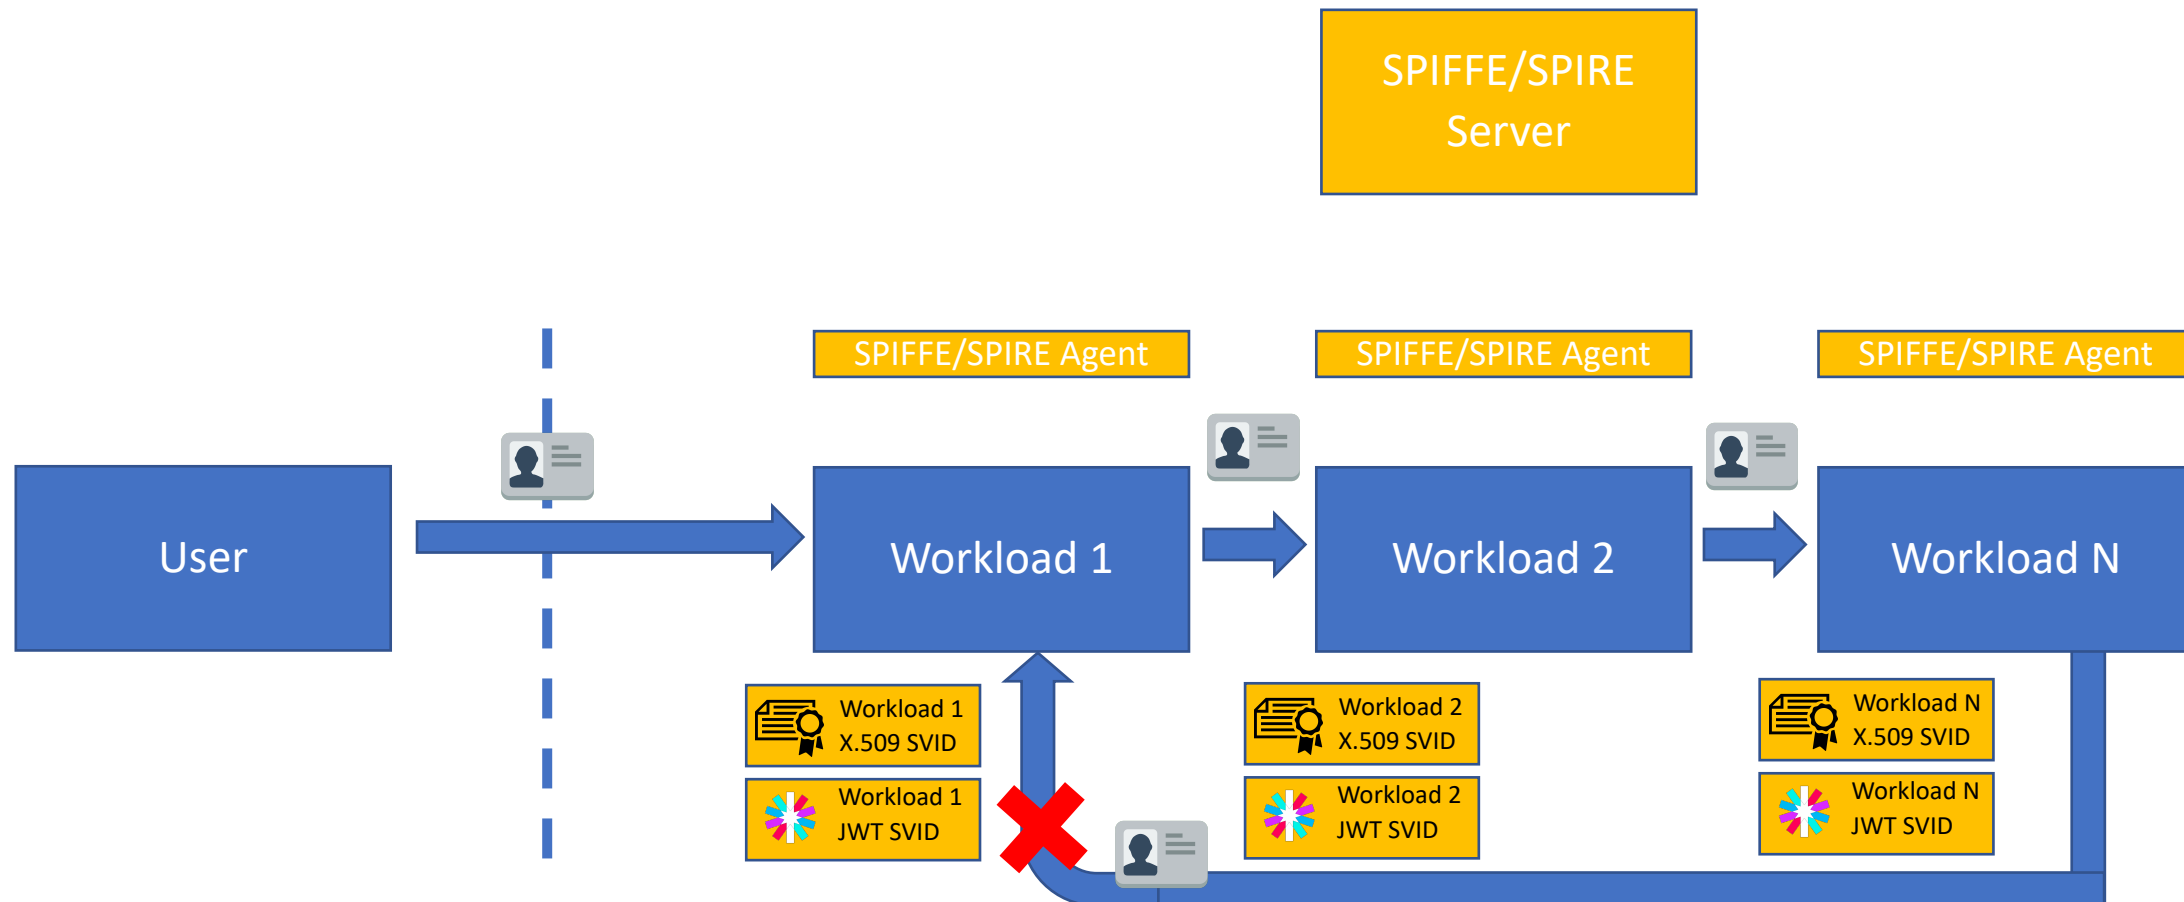 SPIFFE/SPIRE
Server
SPIFFE/SPIRE Agent
SPIFFE/SPIRE Agent
SPIFFE/SPIRE Agent
User
Workload 1
Workload 2
Workload N
Workload 1
X.509 SVID
Workload 2
X.509 SVID
Workload N
X.509 SVID
Workload 1
JWT SVID
Workload 2
JWT SVID
Workload N
JWT SVID